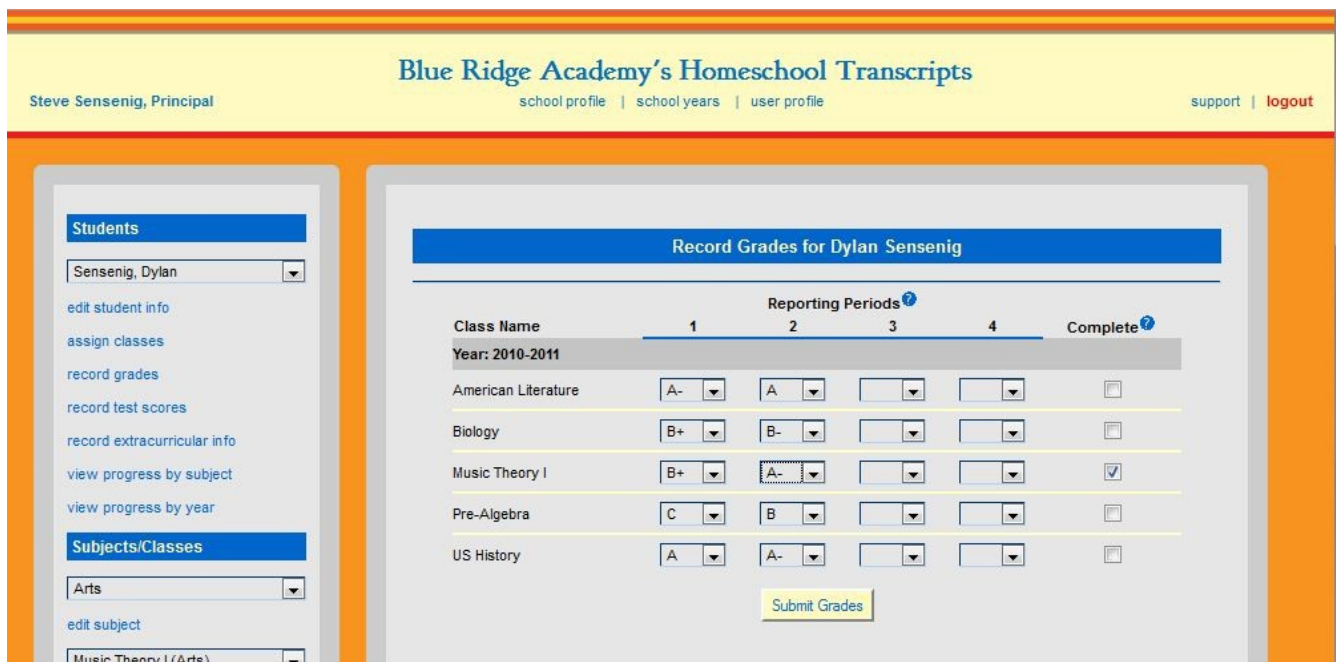 Blue Ridge Academy's Homeschool Transcripts
Steve Sensenig, Principal
school profile | school years | user profile
support | logout
Students
Sensenig, Dylan
edit student info
assign classes
record grades
record test scores
record extracurricular info
view progress by subject
view progress by year
Subjects/Classes
Arts
edit subject
Music Theory I (Arts)
Record Grades for Dylan Sensenig
Reporting Periods ?
Class Name 1 2 3 4 Complete ?
Year: 2010-2011
American Literature A- A
Biology B+ B-
Music Theory I B+ A-
Pre-Algebra C B
US History A A-
Submit Grades